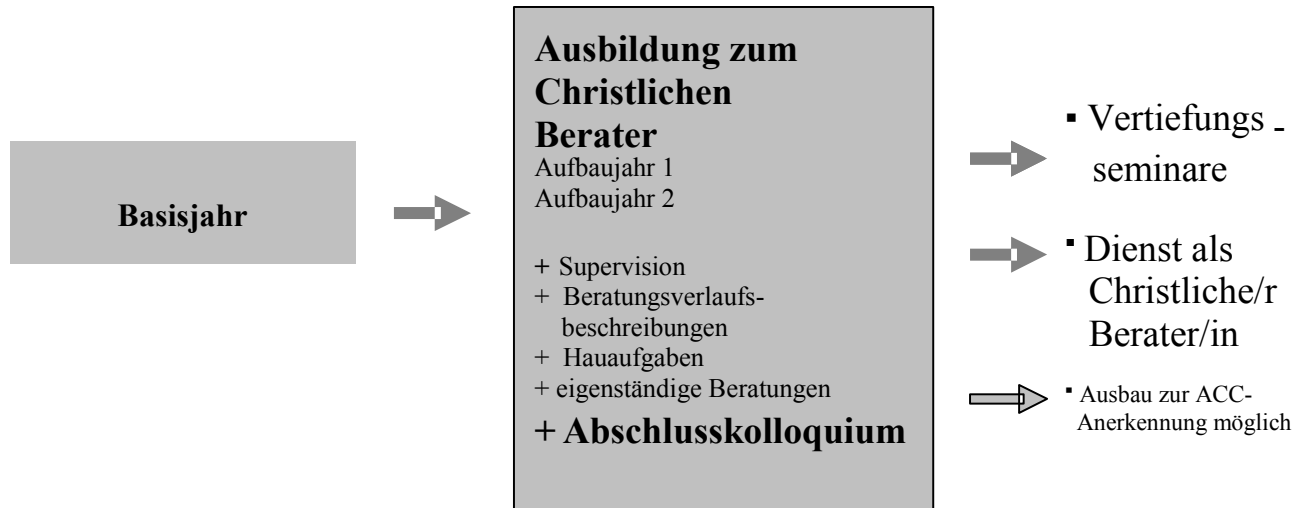 Basisjahr
Ausbildung zum
Christlichen
Berater
Aufbaujahr 1
Aufbaujahr 2
+ Supervision
+ Beratungsverlaufs-
beschreibungen
+ Hauaufgaben
+ eigenständige Beratungen
+ Abschlusskolloquium
▪ Vertiefungs -
seminare
▪ Dienst als
Christliche/r
Berater/in
▪ Ausbau zur ACC-
Anerkennung möglich